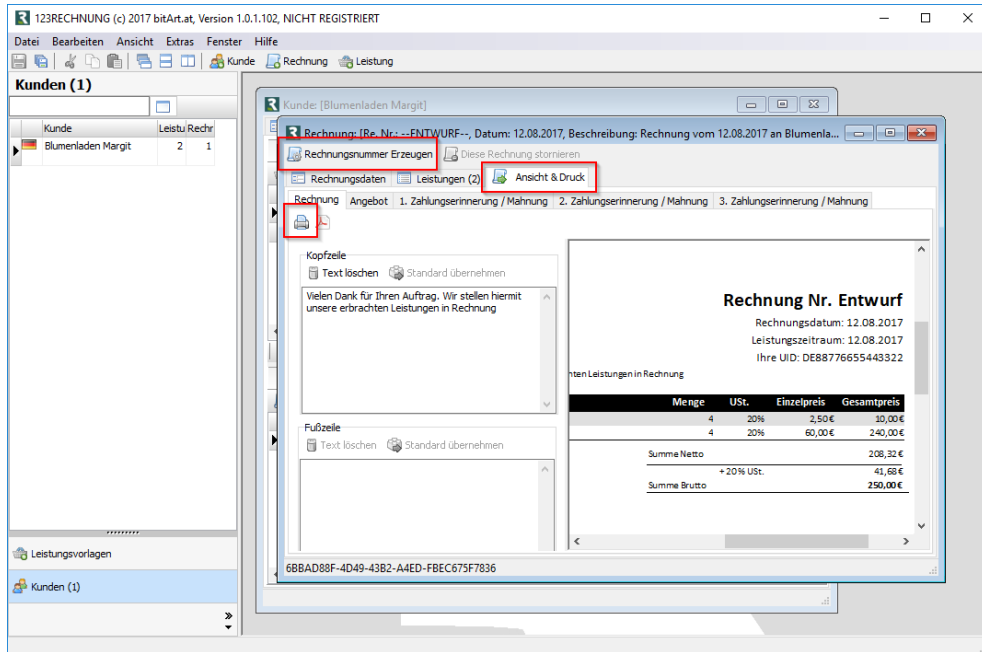 123RECHNUNG (c) 2017 bitArt.at, Version 1.0.1.102, NICHT REGISTRIERT
Datei Bearbeiten Ansicht Extras Fenster Hilfe
Kunde Rechnung Leistung
Kunden (1)
Kunde Leistu Rechr
Blumenladen Margit 2 1
Leistungsvorlagen
Kunden (1)
Kunde: [Blumenladen Margit]
Rechnung: [Re. Nr.: --ENTWURF--, Datum: 12.08.2017, Beschreibung: Rechnung vom 12.08.2017 an Blumenla...
Rechnungsnummer Erzeugen Diese Rechnung stornieren
Rechnungsdaten Leistungen (2) Ansicht & Druck
Rechnung Angebot 1. Zahlungserinnerung / Mahnung 2. Zahlungserinnerung / Mahnung 3. Zahlungserinnerung / Mahnung
Kopfzeile
Text löschen Standard übernehmen
Vielen Dank für Ihren Auftrag. Wir stellen hiermit
unsere erbrachten Leistungen in Rechnung
Fußzeile
Text löschen Standard übernehmen
Rechnung Nr. Entwurf
Rechnungsdatum: 12.08.2017
Leistungszeitraum: 12.08.2017
Ihre UID: DE88776655443322
hten Leistungen in Rechnung
Menge USt. Einzelpreis Gesamtpreis
4 20% 2,50€ 10,00€
4 20% 60,00€ 240,00€
Summe Netto 208,32€
+ 20% USt. 41,68€
Summe Brutto 250,00€
6BBAD88F-4D49-43B2-A4ED-FBEC675F7836